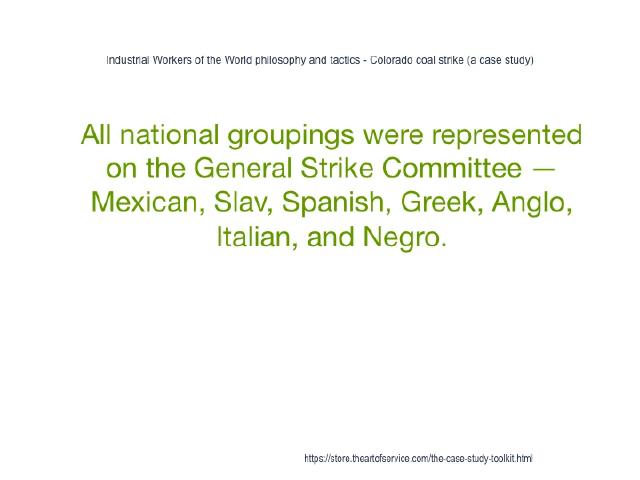 Industrial Workers of the World philosophy and tactics - Colorado coal strike (a case study)
All national groupings were represented
on the General Strike Committee —
Mexican, Slav, Spanish, Greek, Anglo,
Italian, and Negro.
https://store.theartofservice.com/the-case-study-toolkit.html